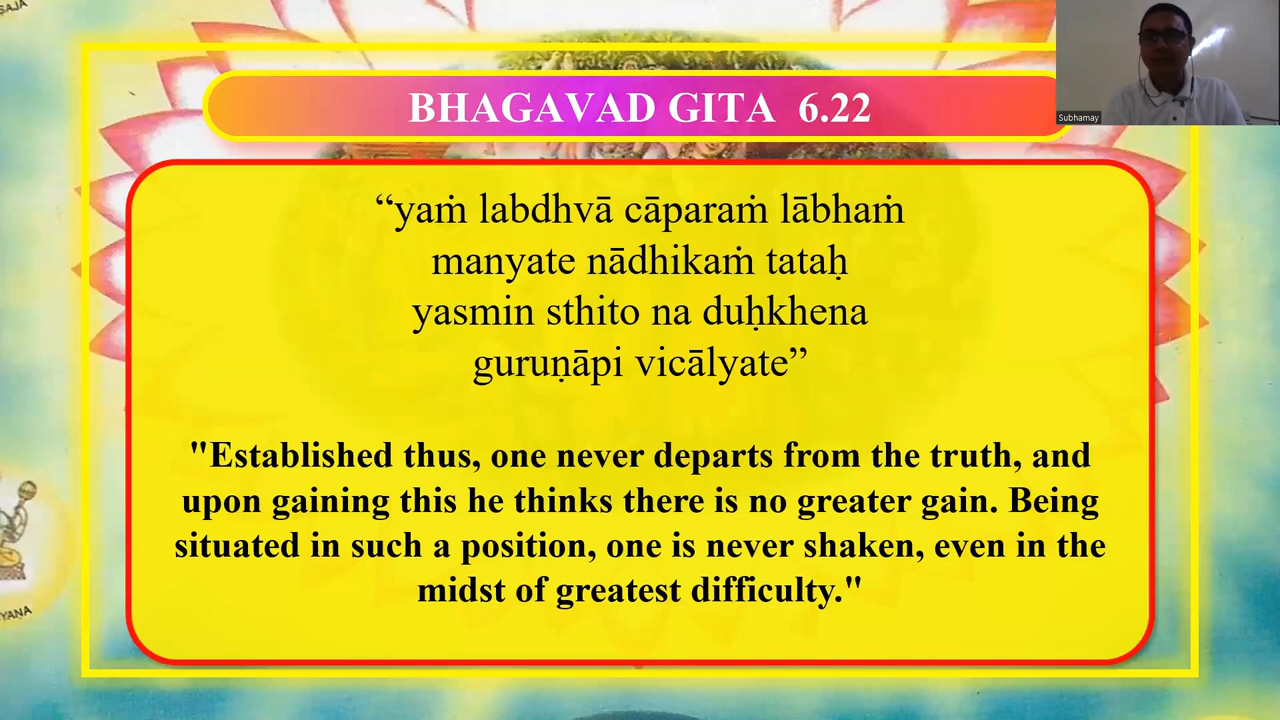 ṢAJA
BHAGAVAD GITA 6.22
Subhamay
“yaṁ labdhvā cāparaṁ lābhaṁ
manyate nādhikaṁ tataḥ
yasmin sthito na duḥkhena
guruṇāpi vicālyate”
"Established thus, one never departs from the truth, and
upon gaining this he thinks there is no greater gain. Being
situated in such a position, one is never shaken, even in the
midst of greatest difficulty."
YAṆA